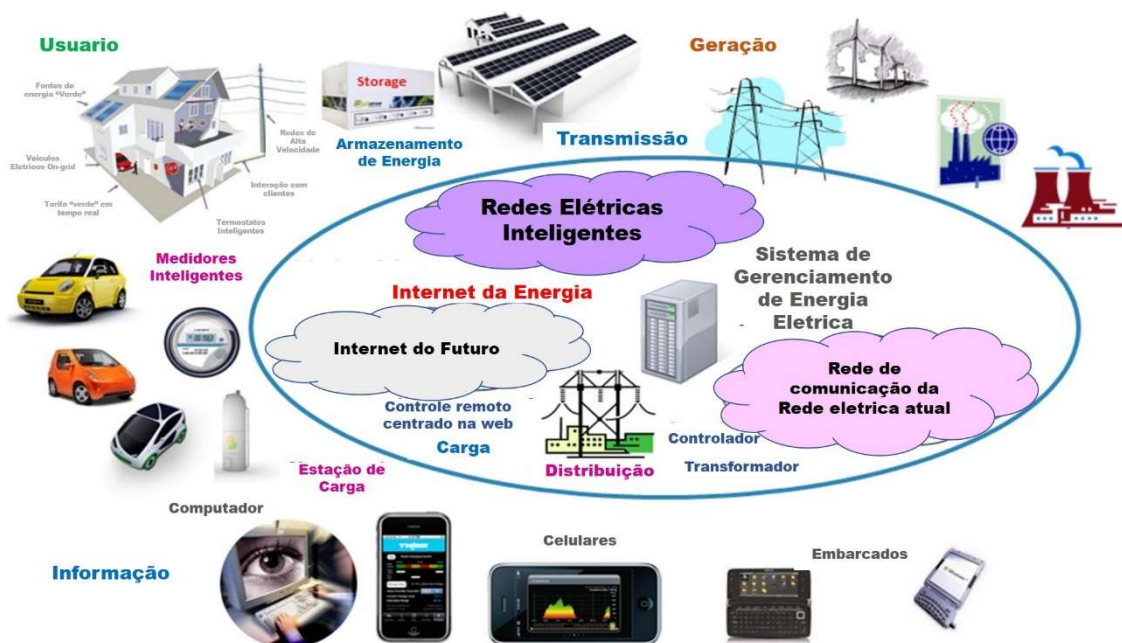 Usuario
Geração
Fontes de
energia "Verde"
Storage
Redes de
Alta
Velocidade
Armazenamento
de Energia
Transmissão
Veiculos
Eletricos On-grid
Interação com
clientes
Tarifa "verde" em
tempo real
Termostatos
Inteligentes
Redes Elétricas
Inteligentes
Medidores
Inteligentes
Sistema de
Gerenciamento
de Energia
Eletrica
Internet da Energia
Internet do Futuro
Rede de
comunicação da
Rede eletrica atual
Controle remoto
centrado na web
Carga
Controlador
Distribuição
Transformador
Estação de
Carga
Computador
Celulares
Embarcados
Informação